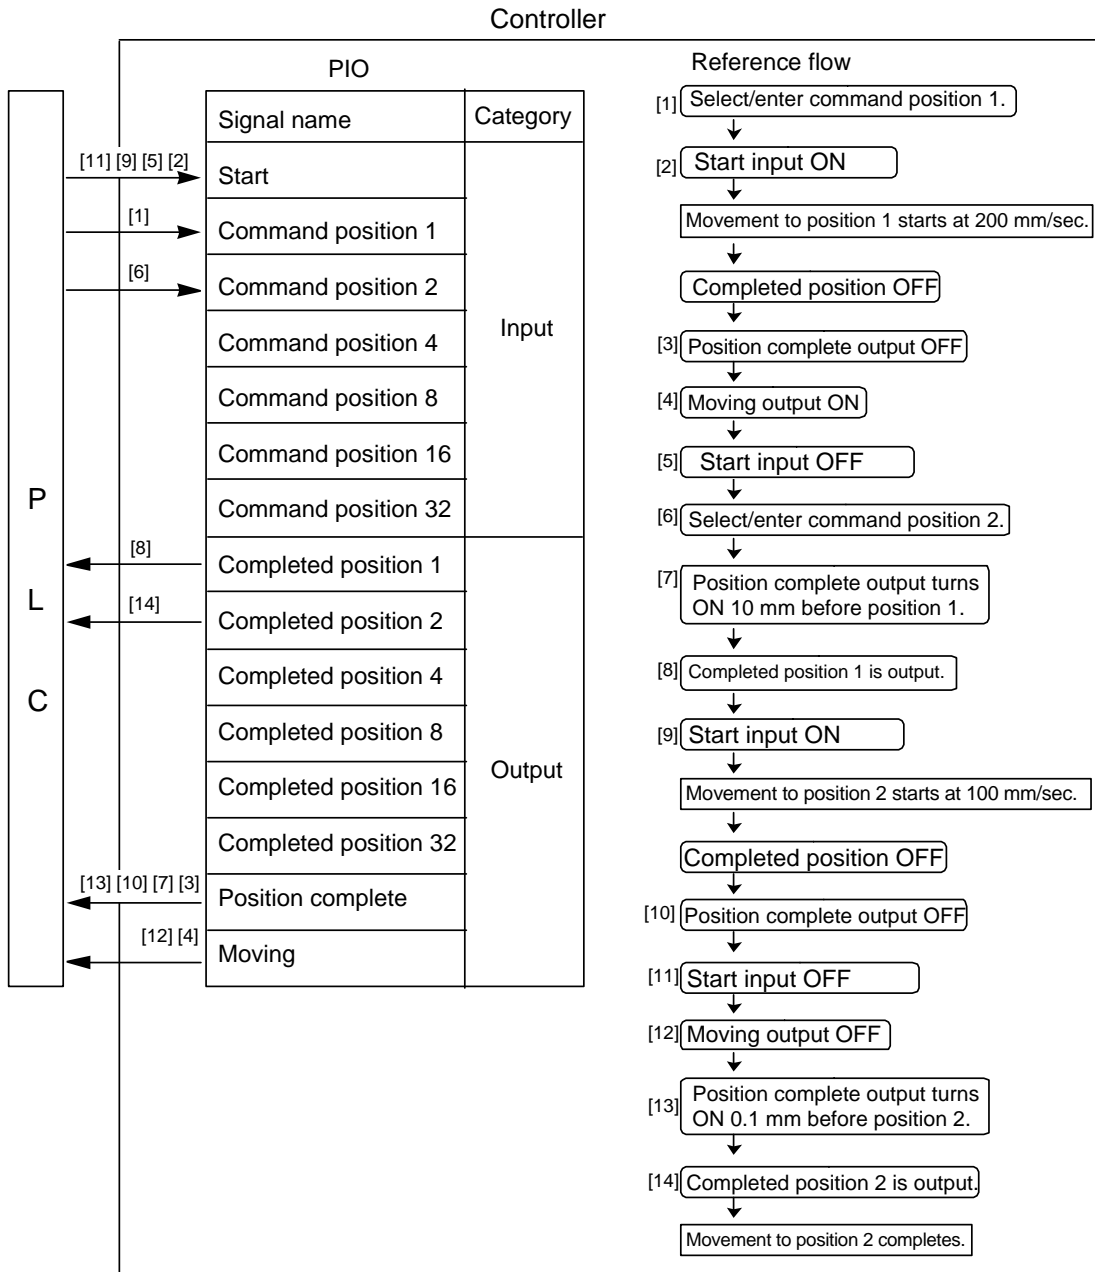 Controller
PIO
Signal name
Category
[11] [9] [5] [2]
Start
[1]
Command position 1
[6]
Command position 2
Command position 4
Command position 8
Command position 16
Command position 32
Input
P
L
C
[8]
Completed position 1
[14]
Completed position 2
Completed position 4
Completed position 8
Completed position 16
Completed position 32
[13] [10] [7] [3]
Position complete
[12] [4]
Moving
Output
Reference flow
[1] Select/enter command position 1.
[2] Start input ON
Movement to position 1 starts at 200 mm/sec.
Completed position OFF
[3] Position complete output OFF
[4] Moving output ON
[5] Start input OFF
[6] Select/enter command position 2.
[7] Position complete output turns
ON 10 mm before position 1.
[8] Completed position 1 is output.
[9] Start input ON
Movement to position 2 starts at 100 mm/sec.
Completed position OFF
[10] Position complete output OFF
[11] Start input OFF
[12] Moving output OFF
[13] Position complete output turns
ON 0.1 mm before position 2.
[14] Completed position 2 is output.
Movement to position 2 completes.